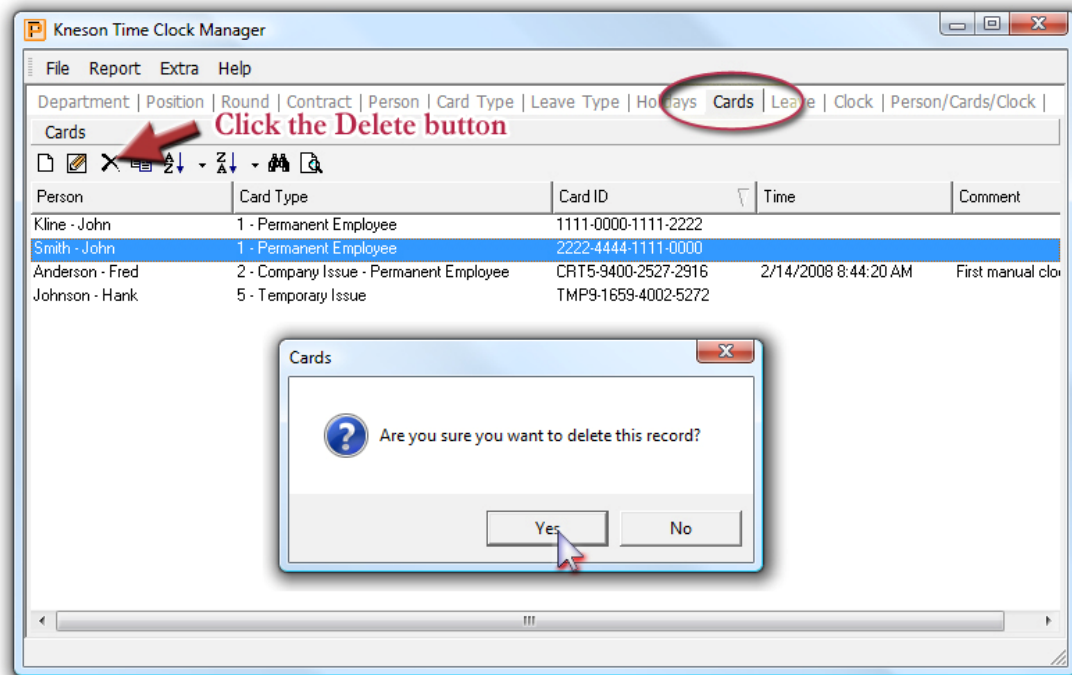 Kneson Time Clock Manager
File Report Extra Help
Department | Position | Round | Contract | Person | Card Type | Leave Type | Holidays Cards | Leave | Clock | Person/Cards/Clock |
Cards
Click the Delete button
Person Card Type Card ID Time Comment
Kline - John 1 - Permanent Employee 1111-0000-1111-2222
Smith - John 1 - Permanent Employee 2222-4444-1111-0000
Anderson - Fred 2 - Company Issue - Permanent Employee CRT5-9400-2527-2916 2/14/2008 8:44:20 AM First manual clo
Johnson - Hank 5 - Temporary Issue TMP9-1659-4002-5272
Cards
Are you sure you want to delete this record?
Yes No